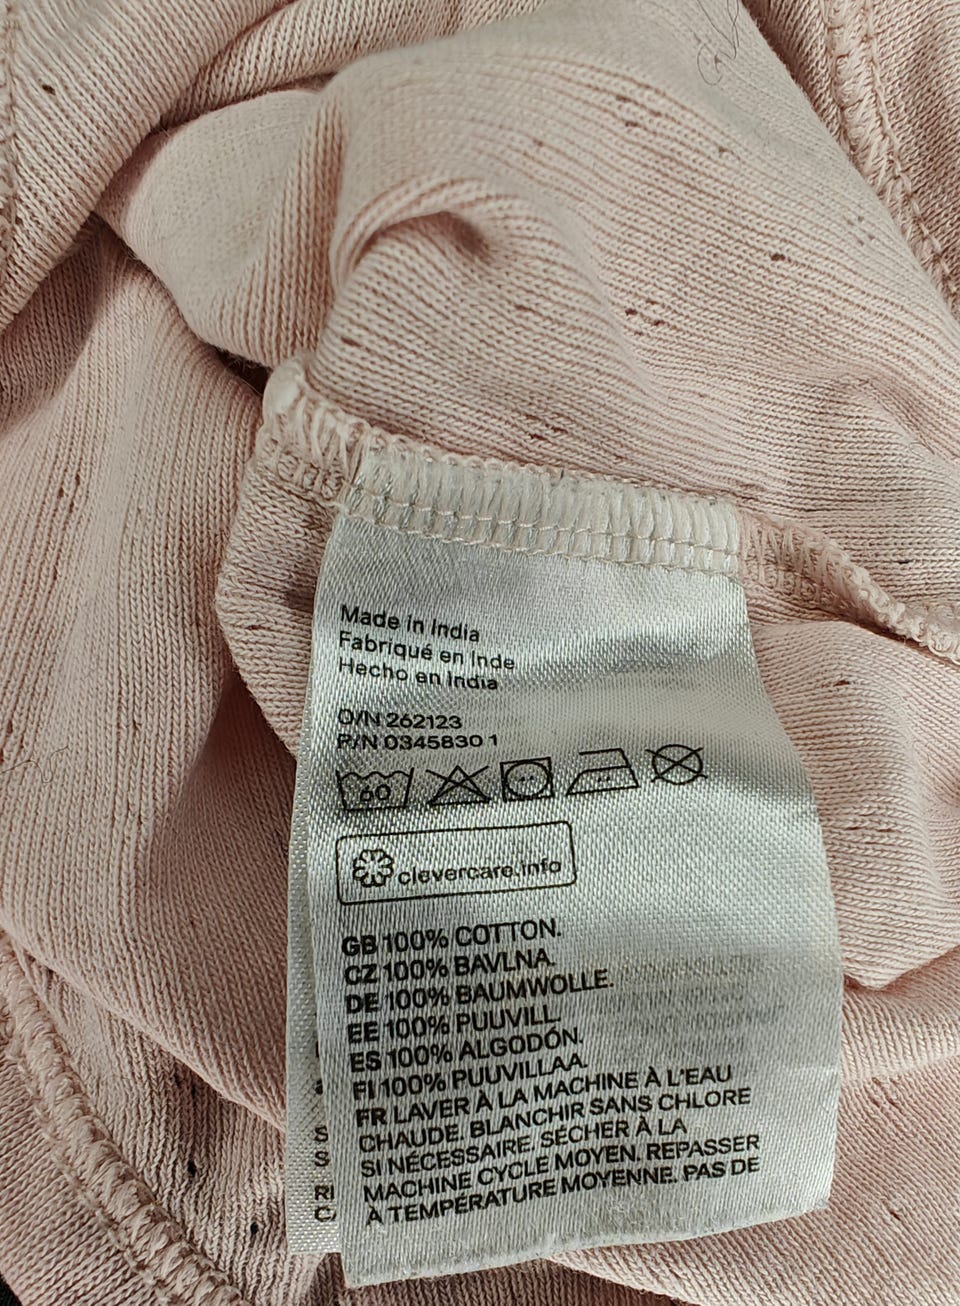 Made in India
Fabriqué en Inde
Hecho en India
O/N 262123
P/N 0345830 1
60
clevercare.info
GB 100% COTTON.
CZ 100% BAVLNA.
DE 100% BAUMWOLLE.
EE 100% PUUVILL.
ES 100% ALGODÓN.
FI 100% PUUVILLAA.
FR LAVER À LA MACHINE À L'EAU
CHAUDE. BLANCHIR SANS CHLORE
SI NÉCESSAIRE. SÉCHER À LA
MACHINE CYCLE MOYEN. REPASSER
À TEMPÉRATURE MOYENNE. PAS DE